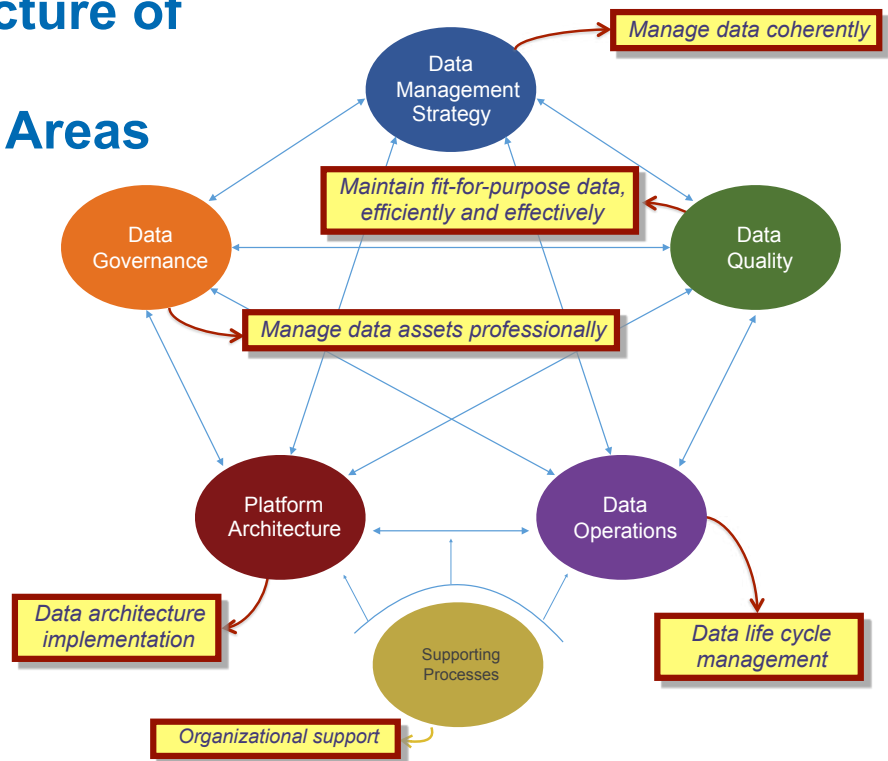 cture of
Areas
Manage data coherently
Data
Management
Strategy
Maintain fit-for-purpose data,
efficiently and effectively
Data
Governance
Data
Quality
Manage data assets professionally
Platform
Architecture
Data
Operations
Data architecture
implementation
Supporting
Processes
Data life cycle
management
Organizational support